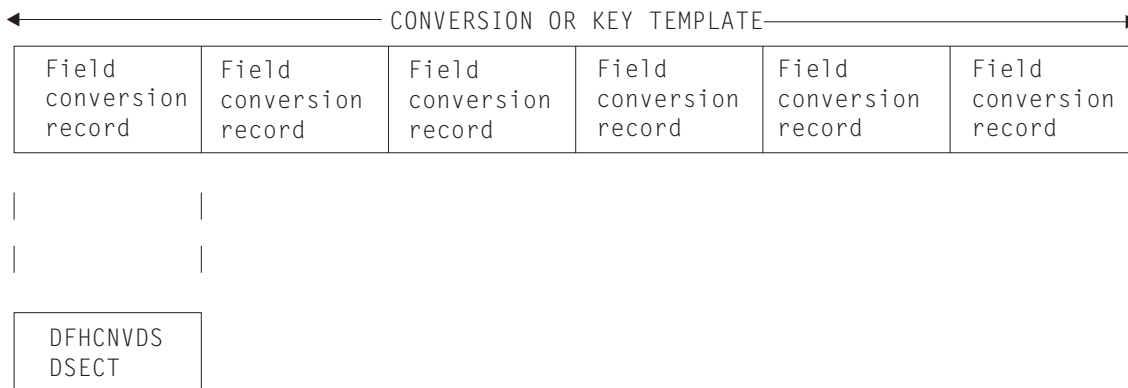 CONVERSION OR KEY TEMPLATE
Field
conversion
record
Field
conversion
record
Field
conversion
record
Field
conversion
record
Field
conversion
record
Field
conversion
record
DFHCNVDS
DSECT